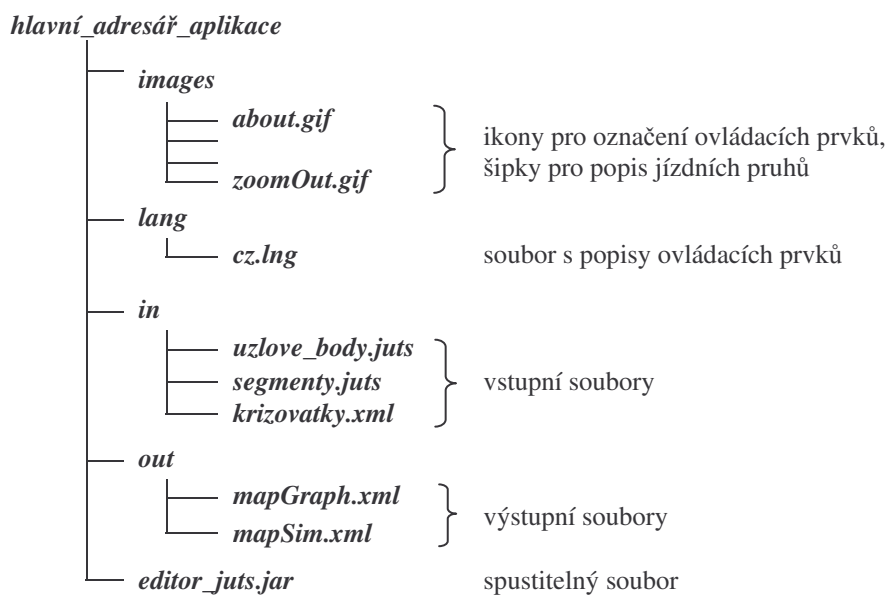 hlavní_adresář_aplikace
images
about.gif
ikony pro označení ovládacích prvků,
šipky pro popis jízdních pruhů
zoomOut.gif
lang
cz.lng soubor s popisy ovládacích prvků
in
uzlove_body.juts
segmenty.juts vstupní soubory
krizovatky.xml
out
mapGraph.xml
výstupní soubory
mapSim.xml
editor_juts.jar spustitelný soubor